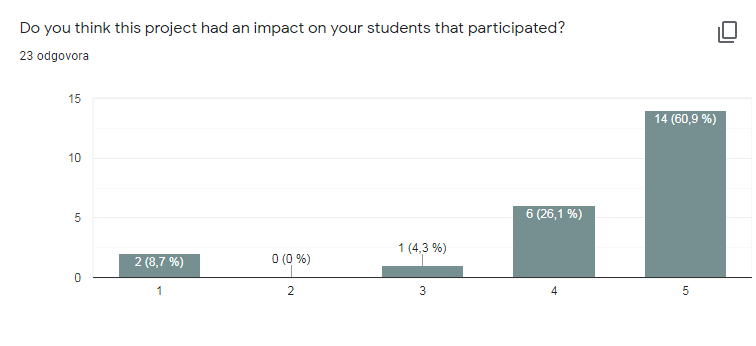 Do you think this project had an impact on your students that participated?
23 odgovora
15
10
5
0
2 (8,7 %)
0 (0 %)
1 (4,3 %)
6 (26,1 %)
14 (60,9 %)
1 2 3 4 5